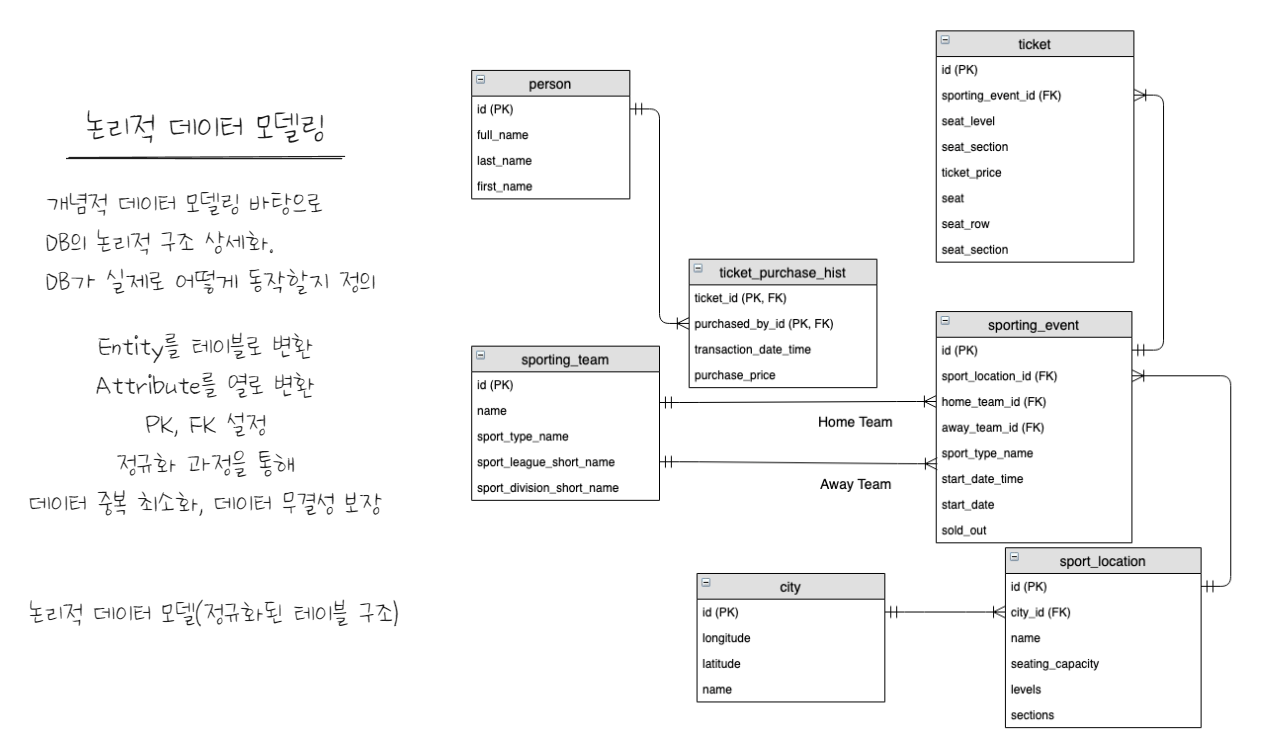 논리적 데이터 모델링
개념적 데이터 모델링 바탕으로
DB의 논리적 구조 상세화.
DB가 실제로 어떻게 동작할지 정의
Entity를 테이블로 변환
Attribute를 열로 변환
PK, FK 설정
정규화 과정을 통해
데이터 중복 최소화, 데이터 무결성 보장
논리적 데이터 모델(정규화된 테이블 구조)
person
id (PK)
full_name
last_name
first_name
ticket
id (PK)
sporting_event_id (FK)
seat_level
seat_section
ticket_price
seat
seat_row
seat_section
ticket_purchase_hist
ticket_id (PK, FK)
purchased_by_id (PK, FK)
transaction_date_time
purchase_price
sporting_team
id (PK)
name
sport_type_name
sport_league_short_name
sport_division_short_name
Home Team
Away Team
sporting_event
id (PK)
sport_location_id (FK)
home_team_id (FK)
away_team_id (FK)
sport_type_name
start_date_time
start_date
sold_out
city
id (PK)
longitude
latitude
name
sport_location
id (PK)
city_id (FK)
name
seating_capacity
levels
sections